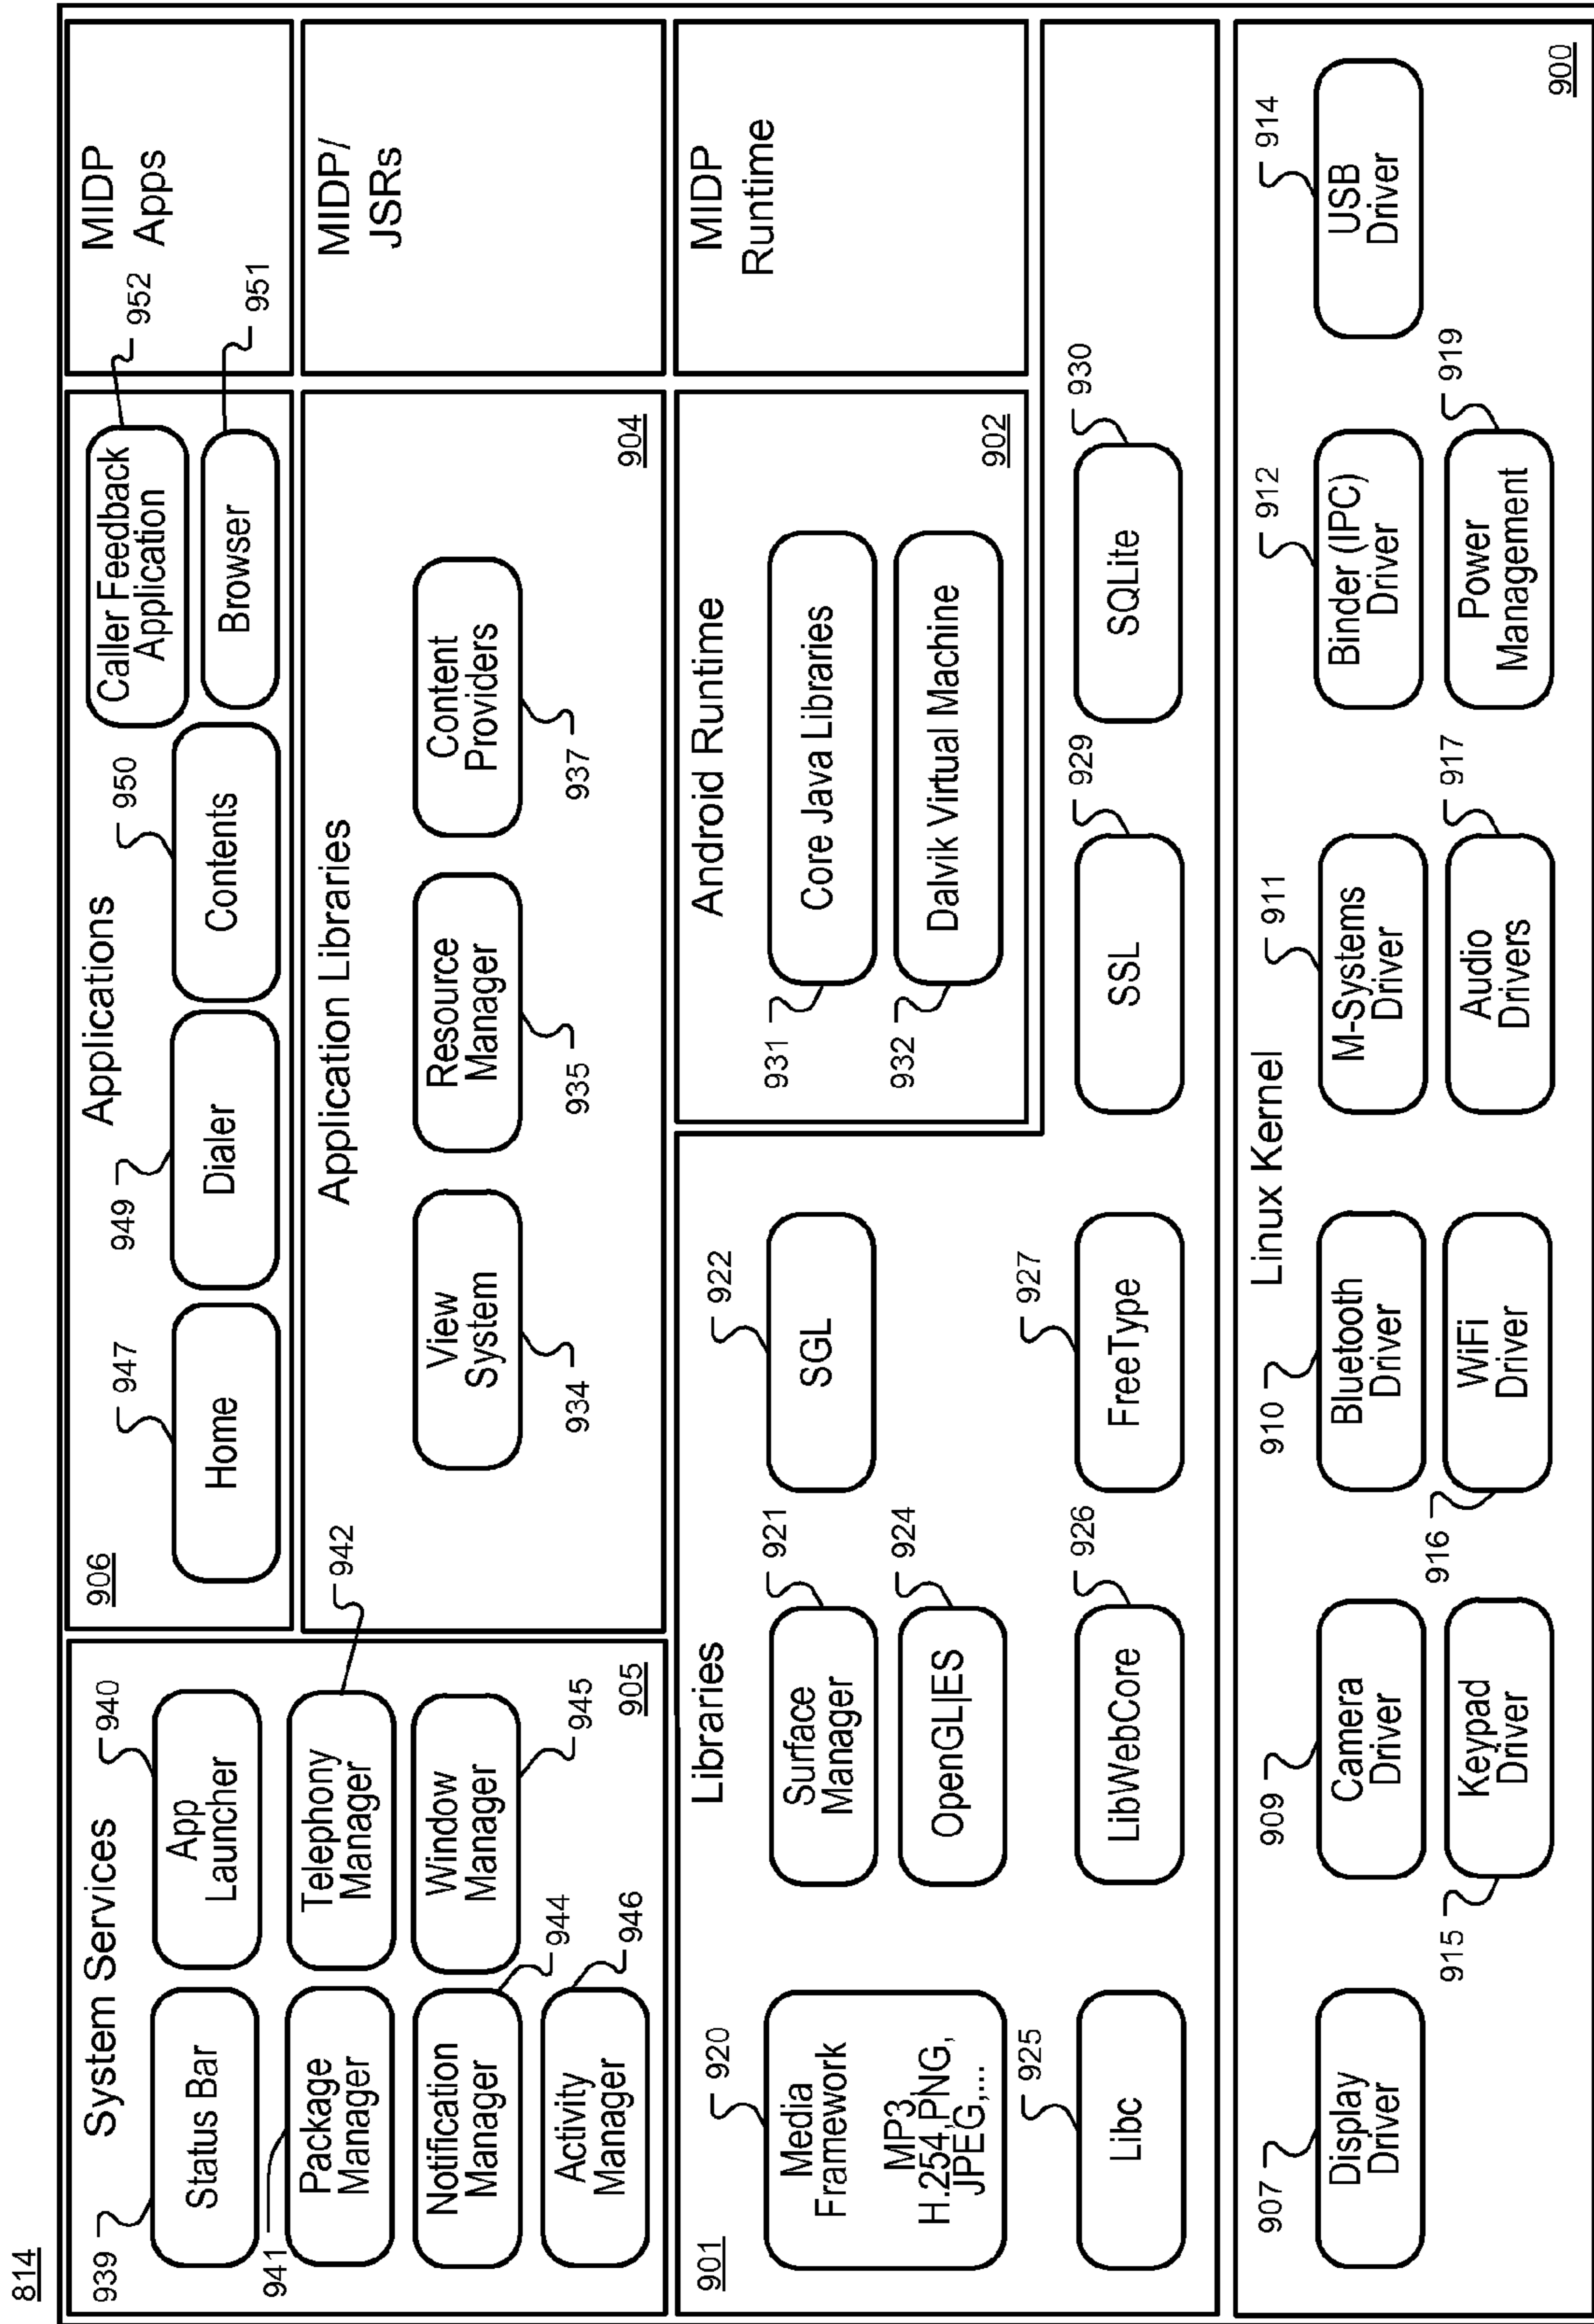 814
System Services
939
Status Bar
940
App
Launcher
941
Package
Manager
942
Telephony
Manager
Notification
Manager
944
Window
Manager
945
Activity
Manager
946
905
906
Applications
947
Home
949
Dialer
950
Contents
Caller Feedback
Application
952
Browser
951
MIDP
Apps
Application Libraries
View
System
934
Resource
Manager
935
Content
Providers
937
904
MIDP/
JSRs
901
Libraries
920
Media
Framework
MP3,
H.254,PNG,
JPEG,...
Surface
Manager
921
SGL
922
OpenGL|ES
924
925
Libc
LibWebCore
926
FreeType
927
SSL
929
SQLite
930
Android Runtime
931
Core Java Libraries
932
Dalvik Virtual Machine
902
MIDP
Runtime
Linux Kernel
907
Display
Driver
909
Camera
Driver
910
Bluetooth
Driver
911
M-Systems
Driver
912
Binder (IPC)
Driver
914
USB
Driver
915
Keypad
Driver
916
WiFi
Driver
917
Audio
Drivers
919
Power
Management
900